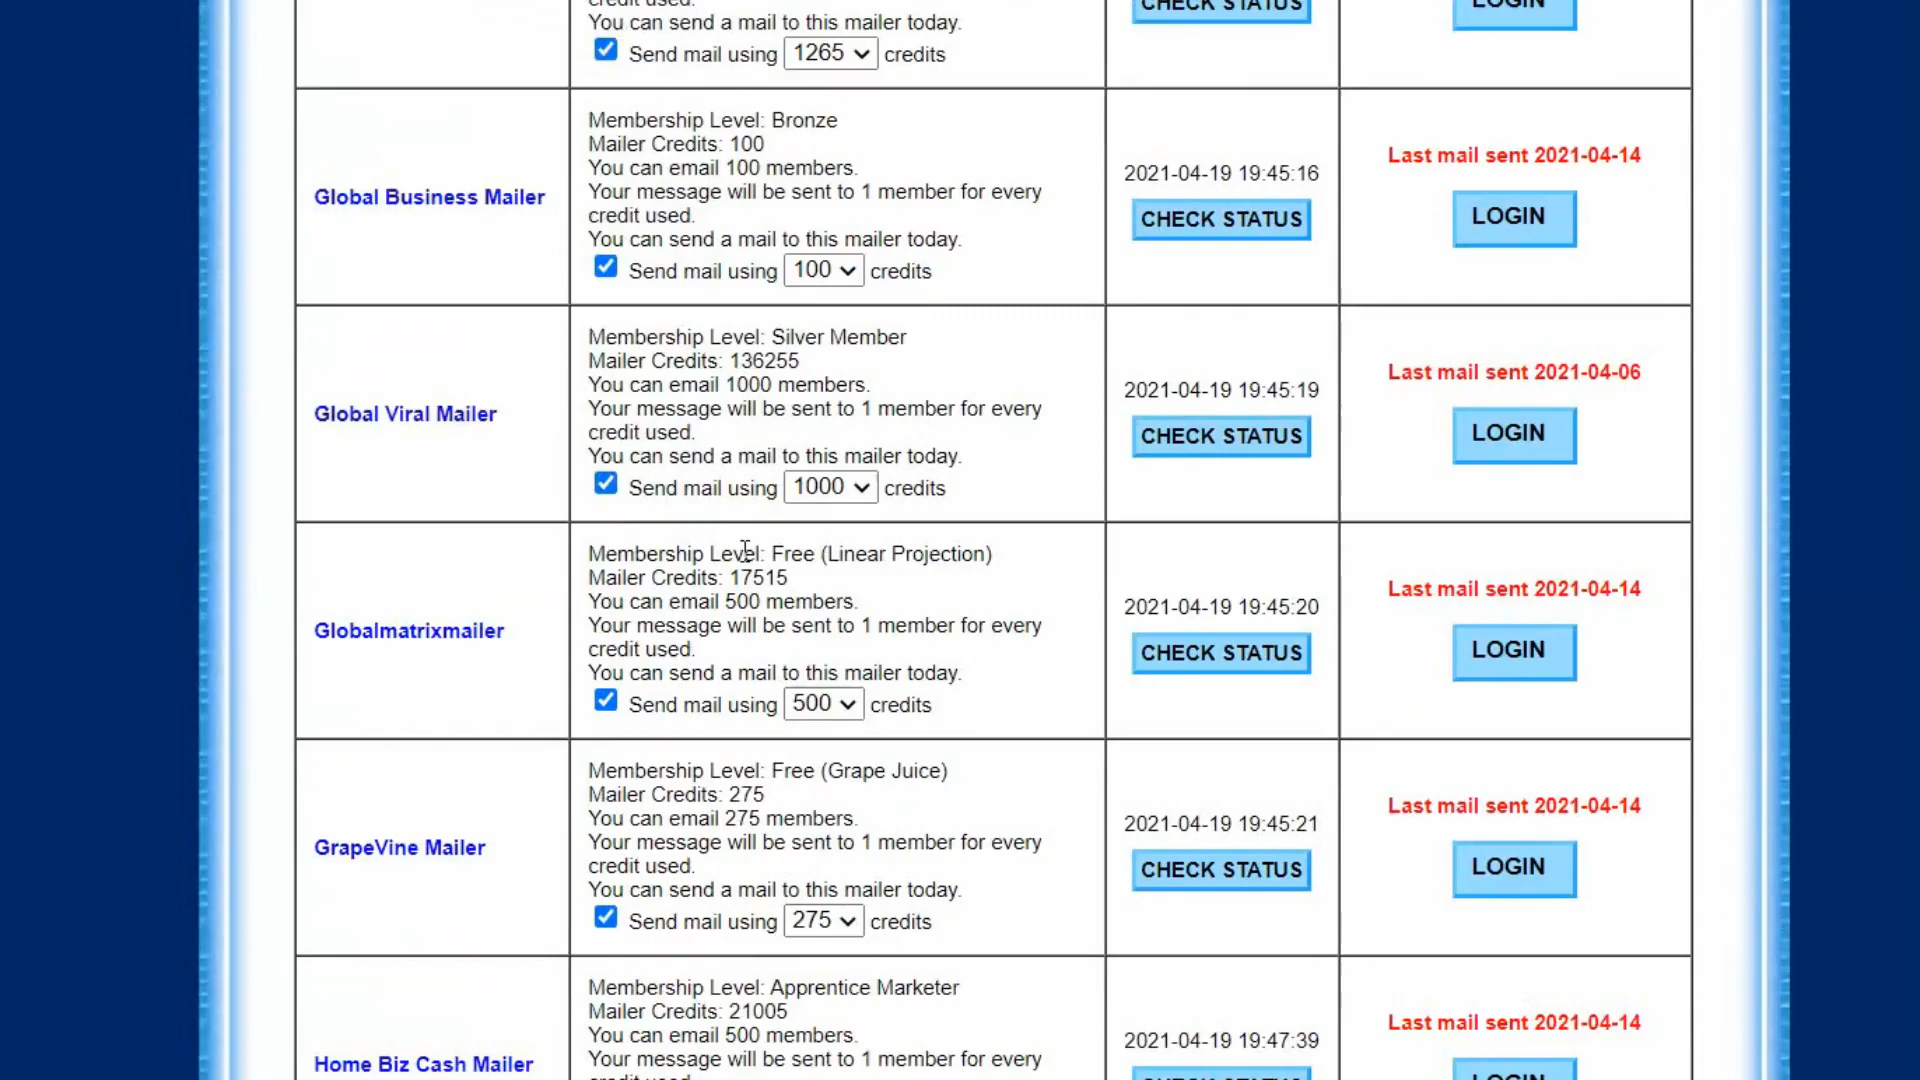 credit used.
You can send a mail to this mailer today.
Send mail using 1265 credits
CHECK STATUS
LOGIN
Global Business Mailer
Membership Level: Bronze
Mailer Credits: 100
You can email 100 members.
Your message will be sent to 1 member for every
credit used.
You can send a mail to this mailer today.
Send mail using 100 credits
2021-04-19 19:45:16
CHECK STATUS
Last mail sent 2021-04-14
LOGIN
Global Viral Mailer
Membership Level: Silver Member
Mailer Credits: 136255
You can email 1000 members.
Your message will be sent to 1 member for every
credit used.
You can send a mail to this mailer today.
Send mail using 1000 credits
2021-04-19 19:45:19
CHECK STATUS
Last mail sent 2021-04-06
LOGIN
Globalmatrixmailer
Membership Level: Free (Linear Projection)
Mailer Credits: 17515
You can email 500 members.
Your message will be sent to 1 member for every
credit used.
You can send a mail to this mailer today.
Send mail using 500 credits
2021-04-19 19:45:20
CHECK STATUS
Last mail sent 2021-04-14
LOGIN
GrapeVine Mailer
Membership Level: Free (Grape Juice)
Mailer Credits: 275
You can email 275 members.
Your message will be sent to 1 member for every
credit used.
You can send a mail to this mailer today.
Send mail using 275 credits
2021-04-19 19:45:21
CHECK STATUS
Last mail sent 2021-04-14
LOGIN
Home Biz Cash Mailer
Membership Level: Apprentice Marketer
Mailer Credits: 21005
You can email 500 members.
Your message will be sent to 1 member for every
credit used.
2021-04-19 19:47:39
CHECK STATUS
Last mail sent 2021-04-14
LOGIN